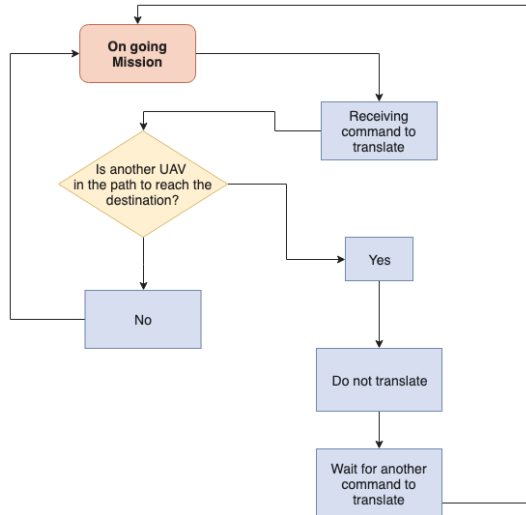 On going
Mission
Receiving
command to
translate
Is another UAV
in the path to reach the
destination?
Yes
No
Do not translate
Wait for another
command to
translate